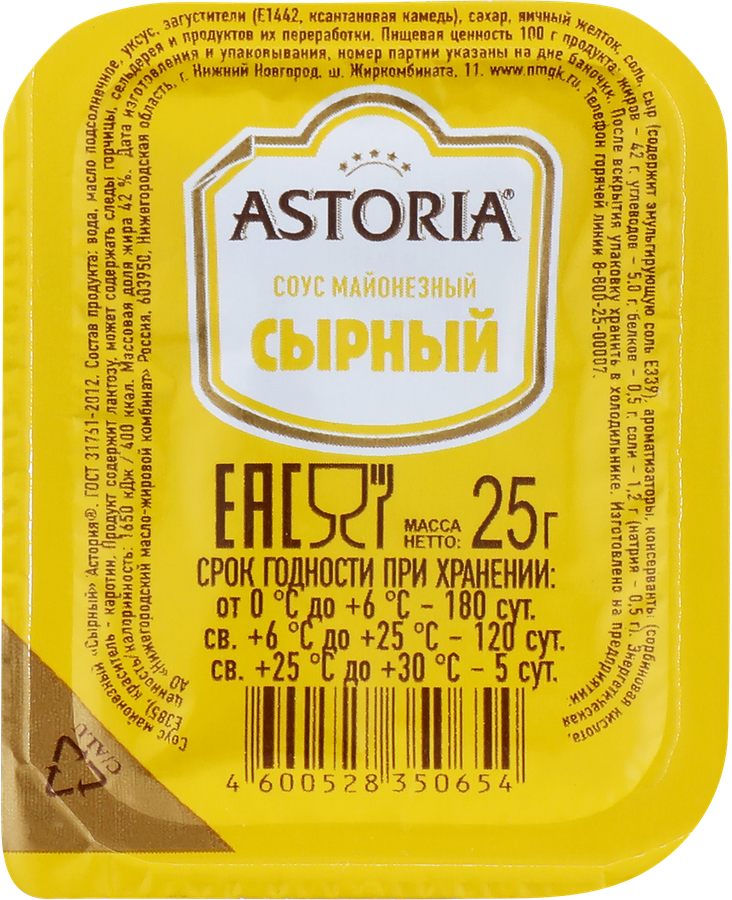 Соус майонезный «Сырный» Астория®. ГОСТ 31761-2012. Состав продукта: вода, масло подсолнечное, уксус, загустители (Е1442, ксантановая камедь), сахар, яичный желток, соль, сыр (содержит эмульгирующую соль Е339), ароматизаторы, консерванты: (сорбиновая кислота,
Е385), краситель - каротин. Продукт содержит лактозу, может содержать следы горчицы, сельдерея и продуктов их переработки. Пищевая ценность 100 г продукта: жиров - 42 г, углеводов - 5,0 г, белков - 0,5 г, соли - 1,2 г (натрия - 0,5 г). Энергетическая
ценность/калорийность: 1650 кДж / 400 ккал. Массовая доля жира 42 %. Дата изготовления и упаковывания, номер партии указаны на дне баночки. После вскрытия упаковку хранить в холодильнике. Изготовлено на предприятии:
АО «Нижегородский масло-жировой комбинат» Россия, 603950, Нижегородская область, г. Нижний Новгород, ш. Жиркомбината, 11. www.nmgk.ru. Телефон горячей линии 8-800-25-00007.
ASTORIA®
СОУС МАЙОНЕЗНЫЙ
СЫРНЫЙ
EAC
МАССА НЕТТО: 25г
СРОК ГОДНОСТИ ПРИ ХРАНЕНИИ:
от 0 °С до +6 °С – 180 сут.
св. +6 °С до +25 °С – 120 сут.
св. +25 °С до +30 °С – 5 сут.
C/ALU
4 600528 350654